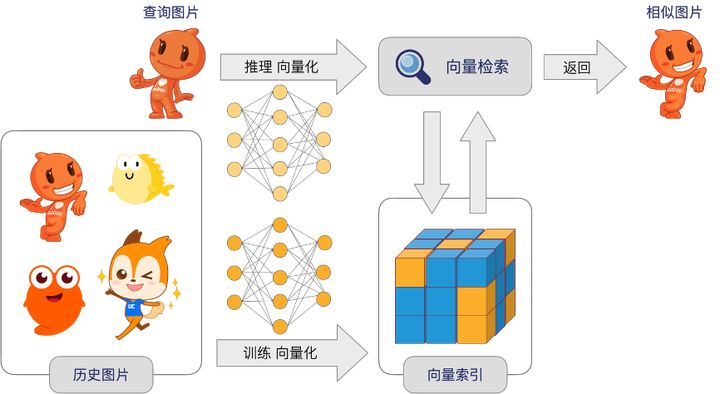 查询图片
相似图片
推理 向量化
向量检索
返回
训练 向量化
历史图片
向量索引
UC